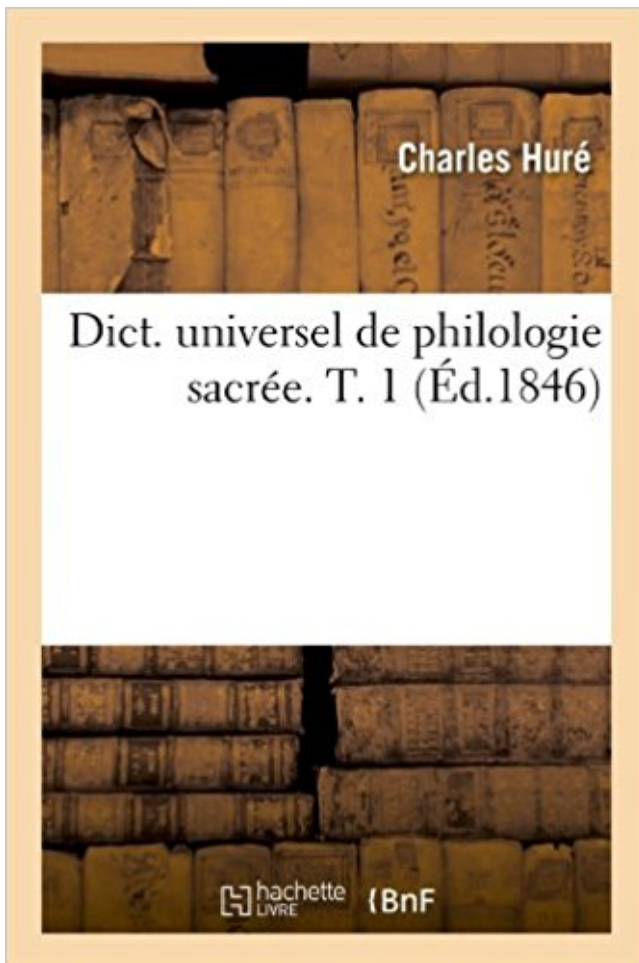 Charles Huré
Dict. universel de philologie
sacrée. T. 1 (Éd.1846)
hachette
LIVRE
{BnF